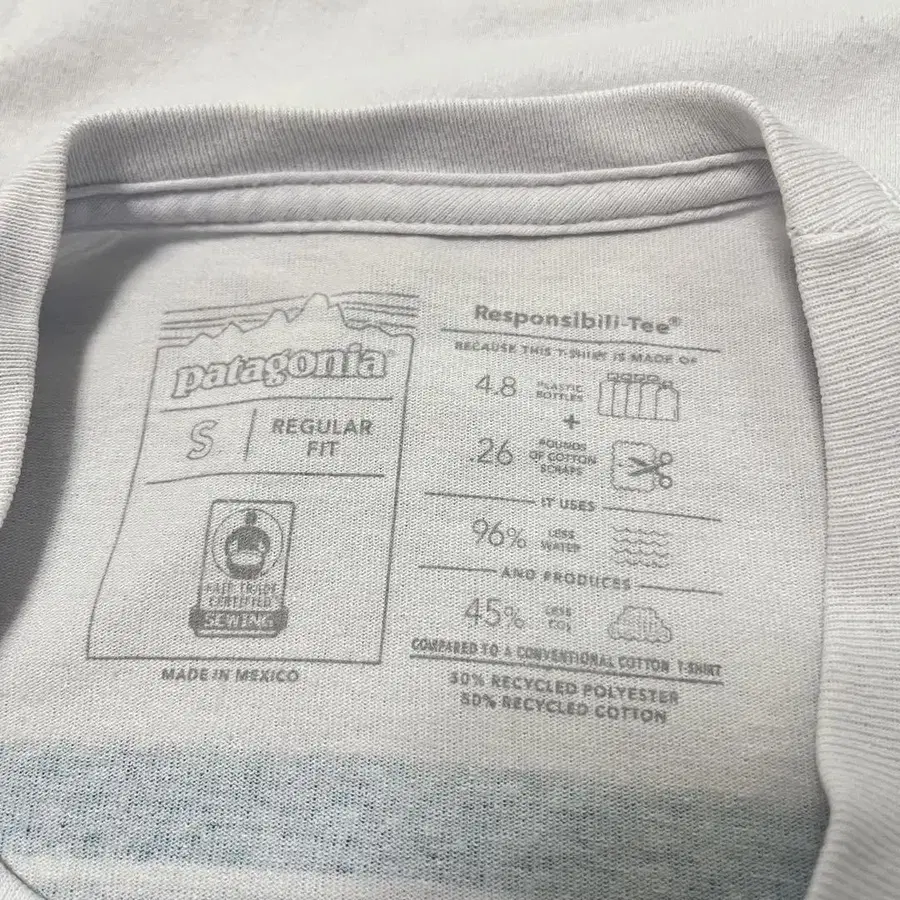 patagonia®
S
REGULAR
FIT
FAIR TRADE
CERTIFIED
SEWING
MADE IN MEXICO
Responsibili-Tee®
BECAUSE THIS T-SHIRT IS MADE OF
4.8 PLASTIC
BOTTLES
+
.26 POUNDS
OF COTTON
SCRAPS
IT USES
96% LESS
WATER
AND PRODUCES
45% LESS
CO₂
COMPARED TO A CONVENTIONAL COTTON T-SHIRT
50% RECYCLED POLYESTER
50% RECYCLED COTTON